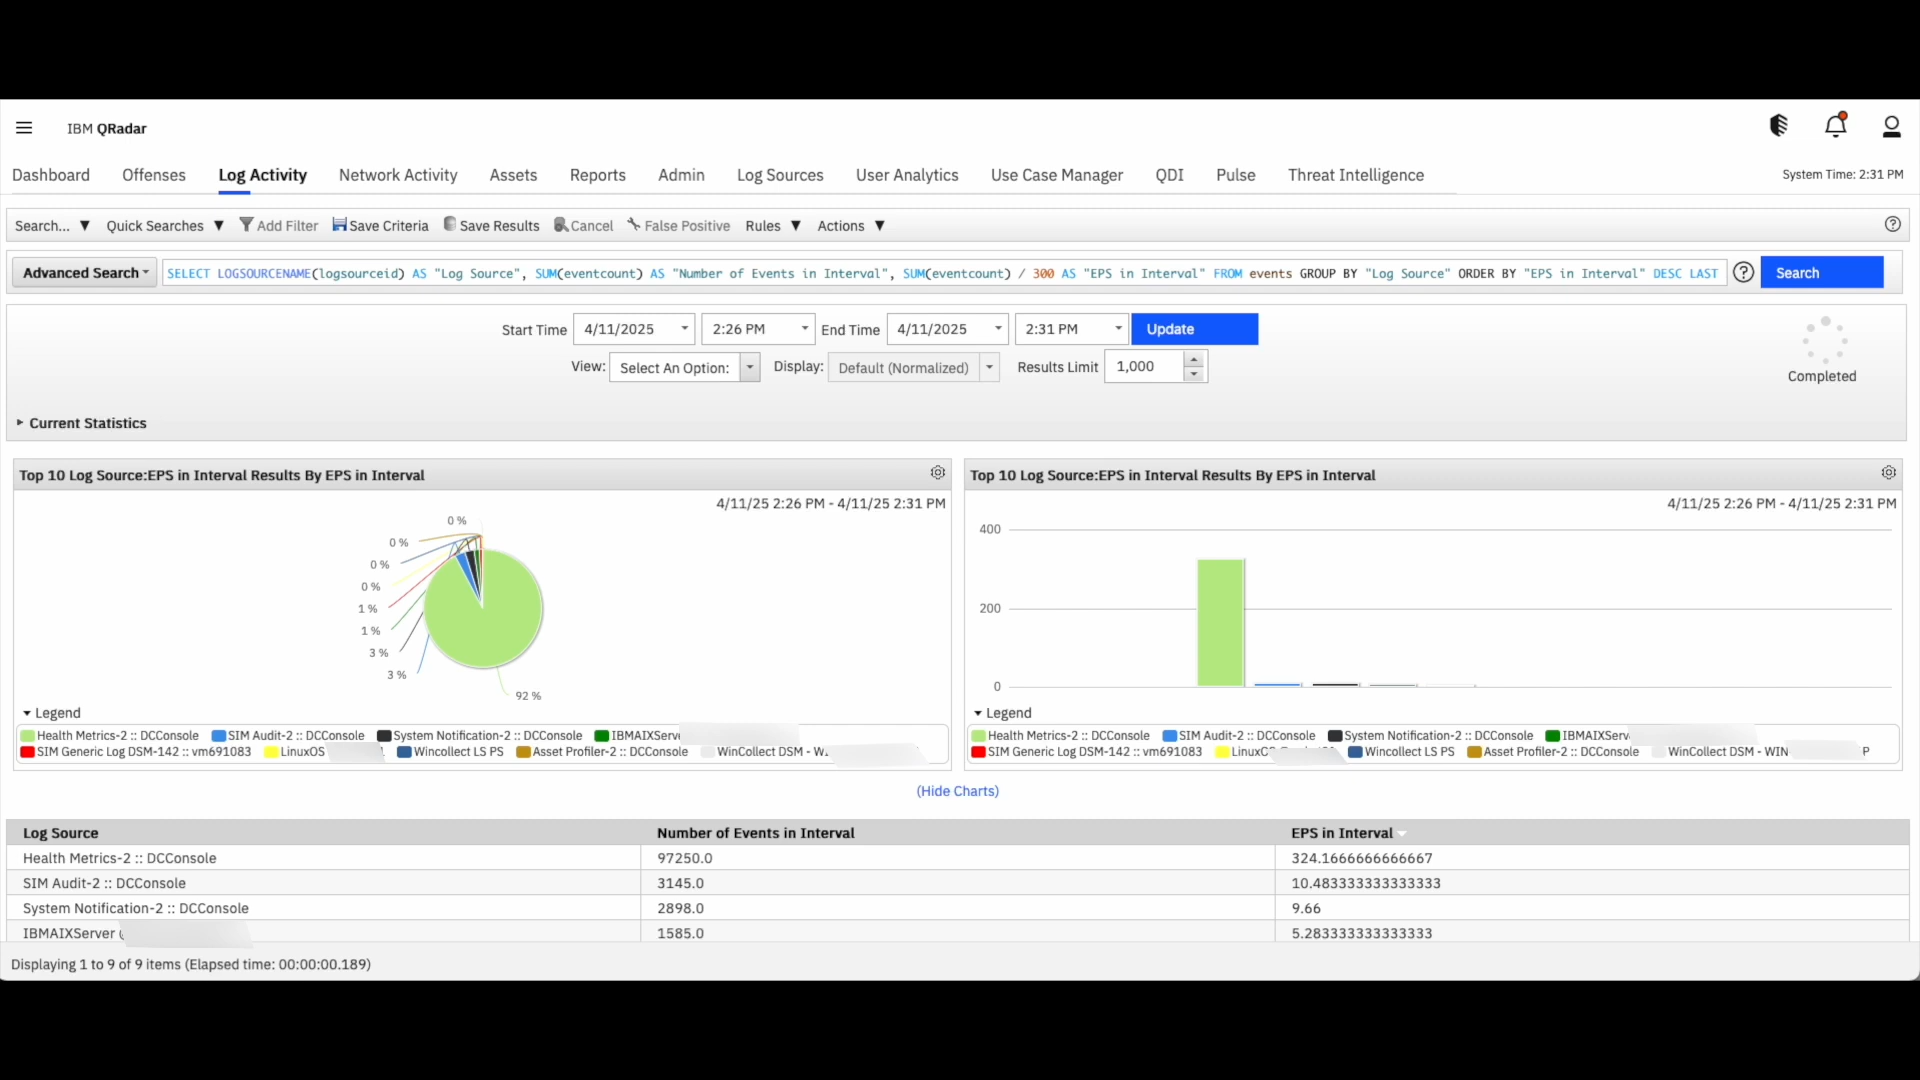 IBM QRadar
Dashboard Offenses Log Activity Network Activity Assets Reports Admin Log Sources User Analytics Use Case Manager QDI Pulse Threat Intelligence System Time: 2:31 PM
Search... Quick Searches Add Filter Save Criteria Save Results Cancel False Positive Rules Actions
Advanced Search SELECT LOGSOURCENAME(logsourceid) AS "Log Source", SUM(eventcount) AS "Number of Events in Interval", SUM(eventcount) / 300 AS "EPS in Interval" FROM events GROUP BY "Log Source" ORDER BY "EPS in Interval" DESC LAST Search
Start Time 4/11/2025 2:26 PM End Time 4/11/2025 2:31 PM Update
View: Select An Option: Display: Default (Normalized) Results Limit 1,000
Completed
Current Statistics
Top 10 Log Source:EPS in Interval Results By EPS in Interval
4/11/25 2:26 PM - 4/11/25 2:31 PM
0 %
0 %
0 %
0 %
1 %
1 %
3 %
3 %
92 %
Legend
Health Metrics-2 :: DCConsole SIM Audit-2 :: DCConsole System Notification-2 :: DCConsole
SIM Generic Log DSM-142 :: vm691083 LinuxOS Wincollect LS PS Asset Profiler-2 :: DCConsole WinCollect DSM -
Top 10 Log Source:EPS in Interval Results By EPS in Interval
4/11/25 2:26 PM - 4/11/25 2:31 PM
400
200
0
Legend
Health Metrics-2 :: DCConsole SIM Audit-2 :: DCConsole System Notification-2 :: DCConsole
SIM Generic Log DSM-142 :: vm691083 Wincollect LS PS Asset Profiler-2 :: DCConsole WinCollect DSM - WIN P
(Hide Charts)
Log Source Number of Events in Interval EPS in Interval
Health Metrics-2 :: DCConsole 97250.0 324.1666666666667
SIM Audit-2 :: DCConsole 3145.0 10.483333333333333
System Notification-2 :: DCConsole 2898.0 9.66
IBMAIXServer 1585.0 5.283333333333333
Displaying 1 to 9 of 9 items (Elapsed time: 00:00:00.189)